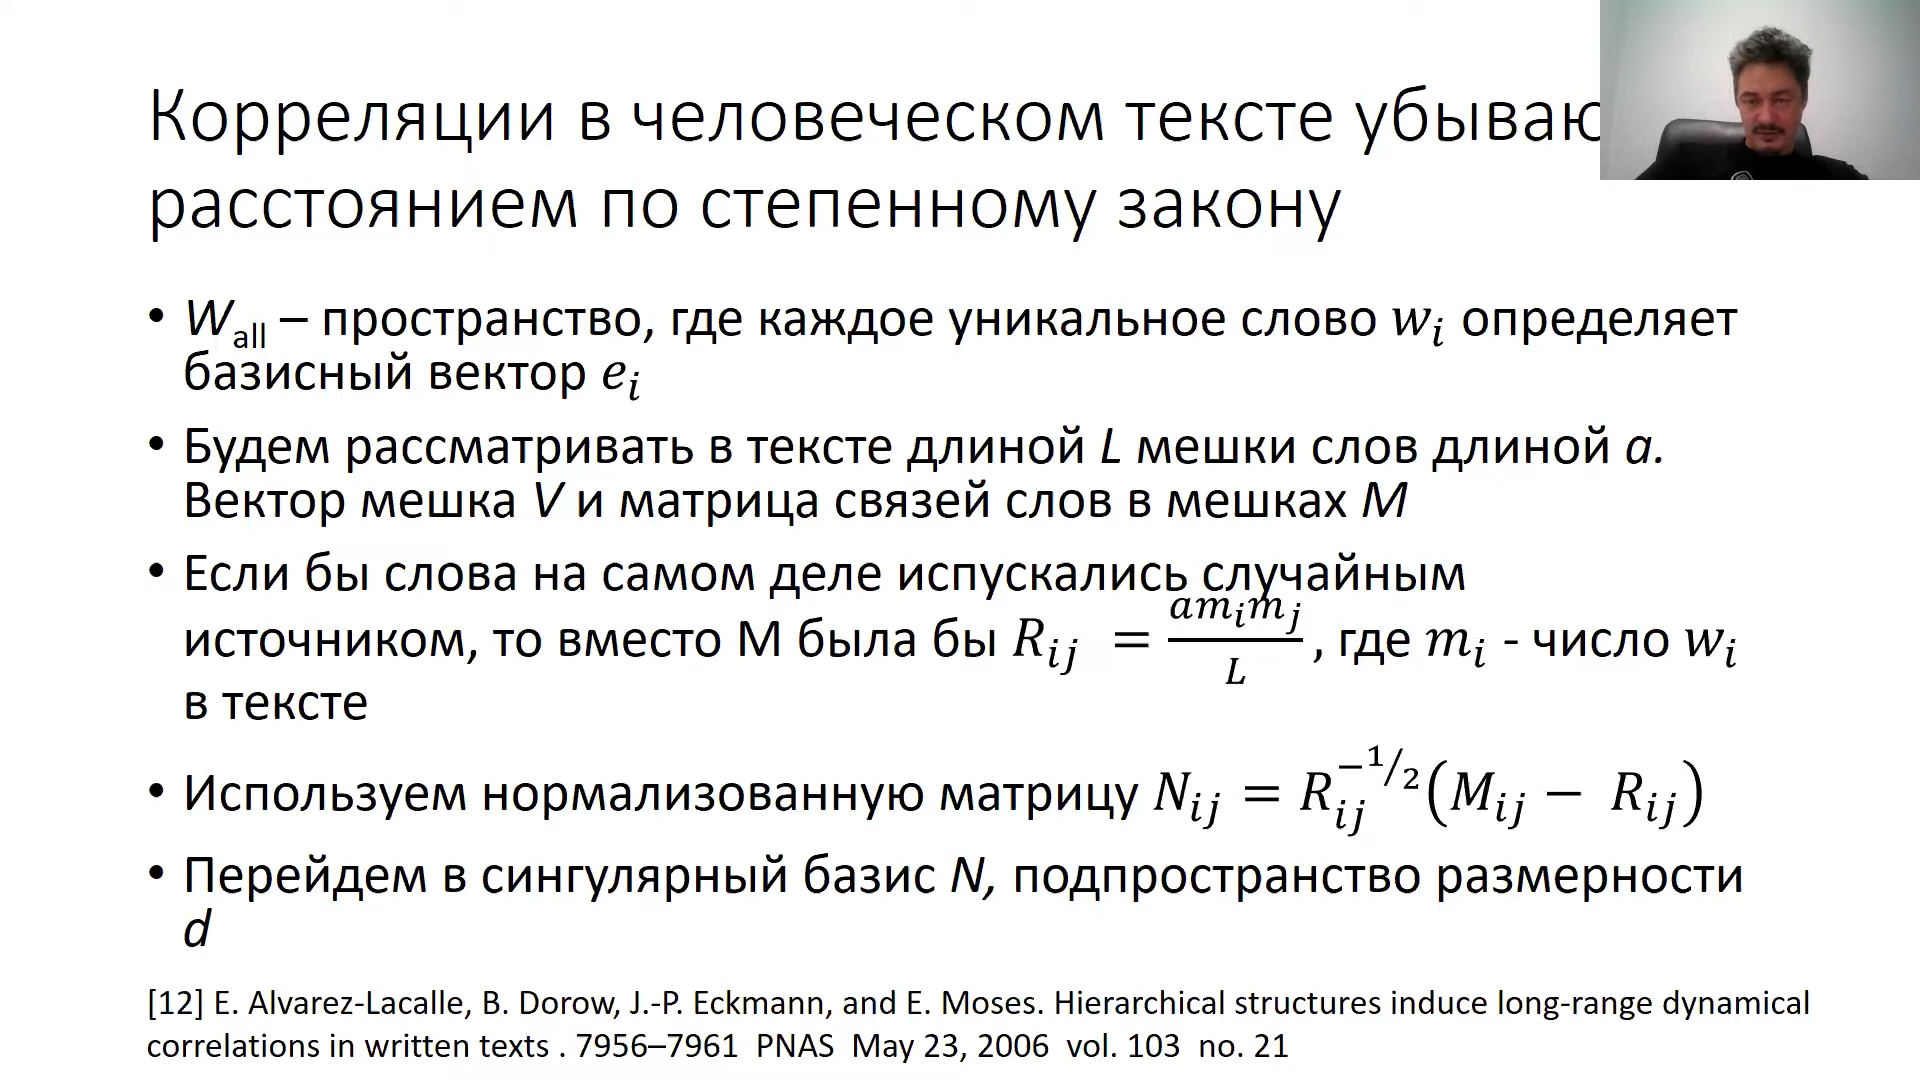 Корреляции в человеческом тексте
расстоянием по степенному закону
• W_all – пространство, где каждое уникальное слово w_i определяет
базисный вектор e_i
• Будем рассматривать в тексте длиной L мешки слов длиной a.
Вектор мешка V и матрица связей слов в мешках M
• Если бы слова на самом деле испускались случайным
источником, то вместо M была бы R_ij = am_im_j / L, где m_i - число w_i
в тексте
• Используем нормализованную матрицу N_ij = R_ij^{-1/2}(M_ij − R_ij)
• Перейдем в сингулярный базис N, подпространство размерности
d
[12] E. Alvarez-Lacalle, B. Dorow, J.-P. Eckmann, and E. Moses. Hierarchical structures induce long-range dynamical
correlations in written texts . 7956–7961 PNAS May 23, 2006 vol. 103 no. 21